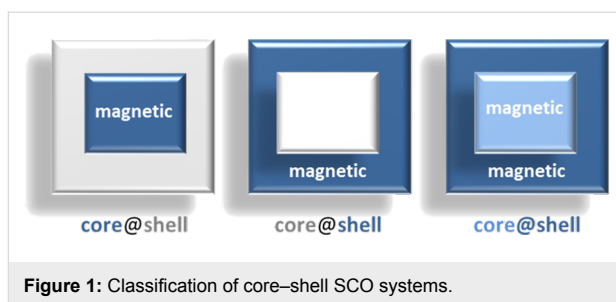 magnetic
magnetic
magnetic
magnetic
core@shell
core@shell
core@shell
Figure 1: Classification of core–shell SCO systems.